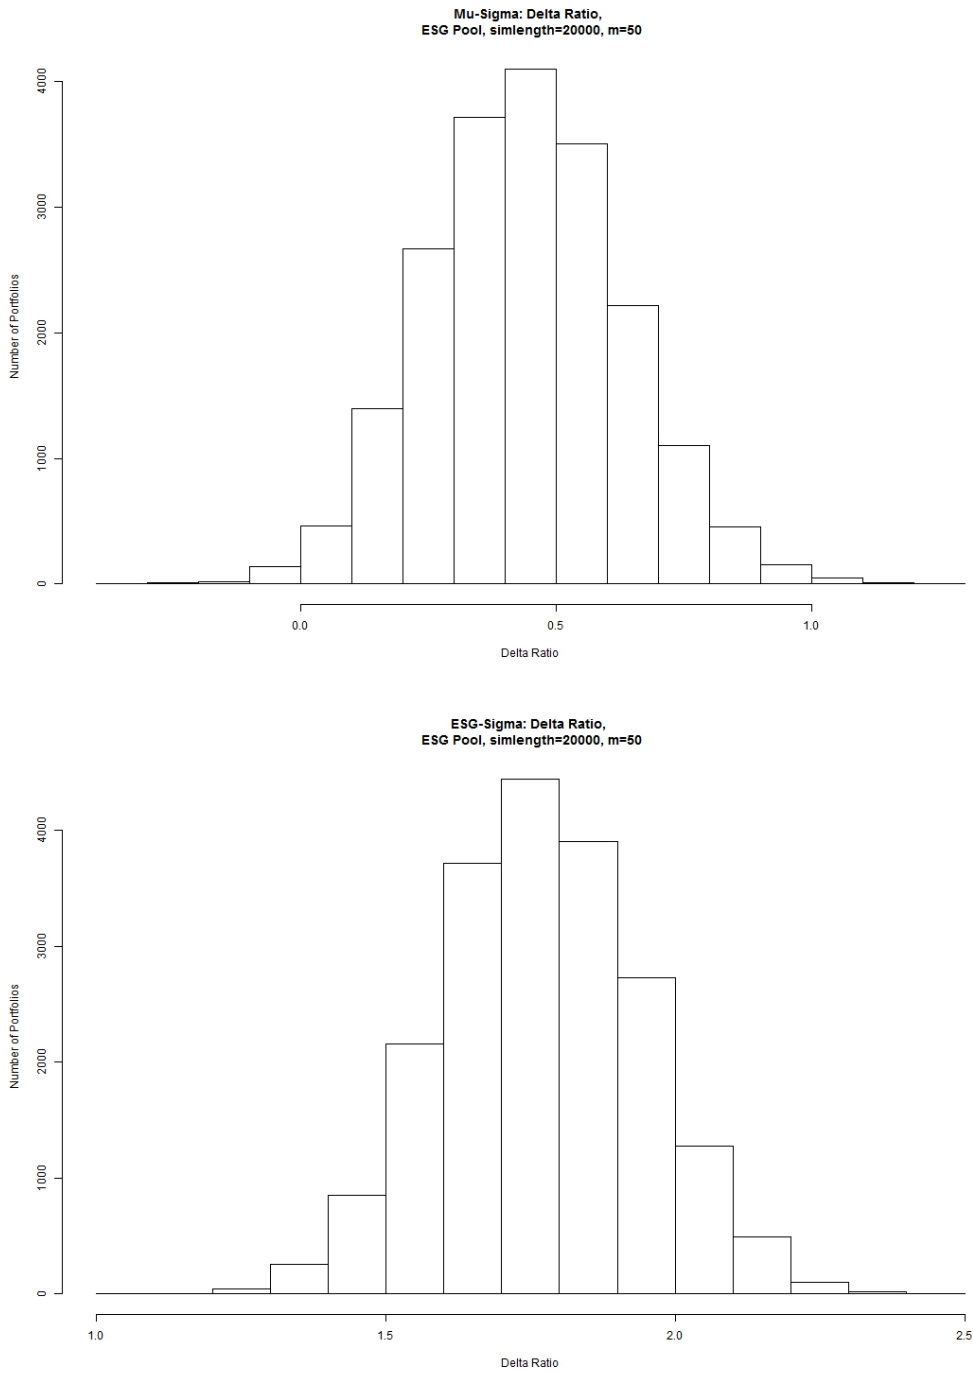 Mu-Sigma: Delta Ratio,
ESG Pool, simlength=20000, m=50
4000
3000
2000
1000
0
Number of Portfolios
0.0 0.5 1.0
Delta Ratio
ESG-Sigma: Delta Ratio,
ESG Pool, simlength=20000, m=50
4000
3000
2000
1000
0
Number of Portfolios
1.0 1.5 2.0 2.5
Delta Ratio